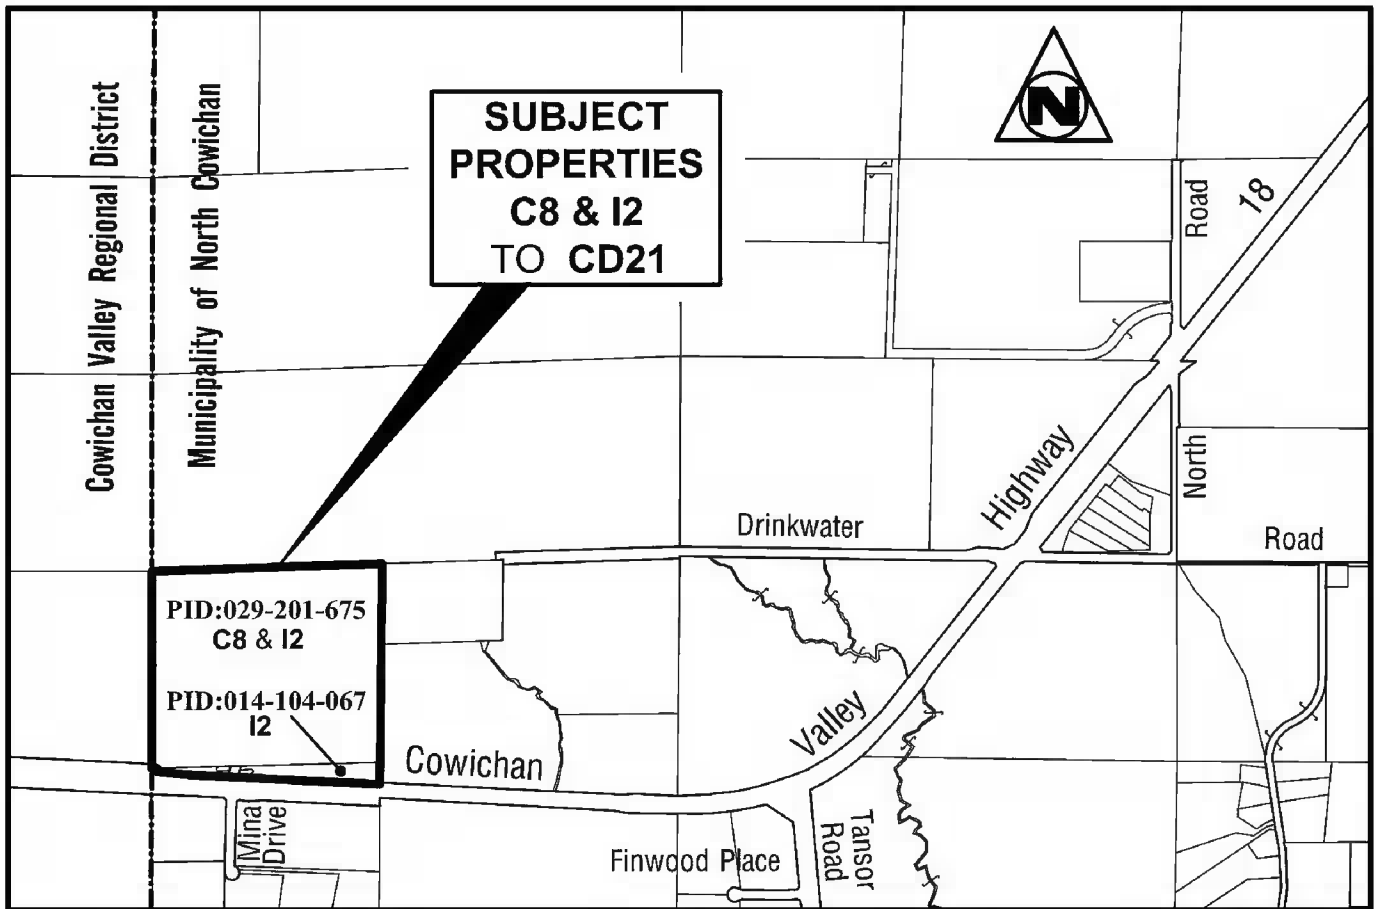 SUBJECT
PROPERTIES
C8 & I2
TO CD21
N
Cowichan Valley Regional District
Municipality of North Cowichan
Road
18
Highway
North
Drinkwater
Road
PID:029-201-675
C8 & I2
PID:014-104-067
I2
Cowichan
Valley
Mina
Drive
Finwood Place
Tansor
Road